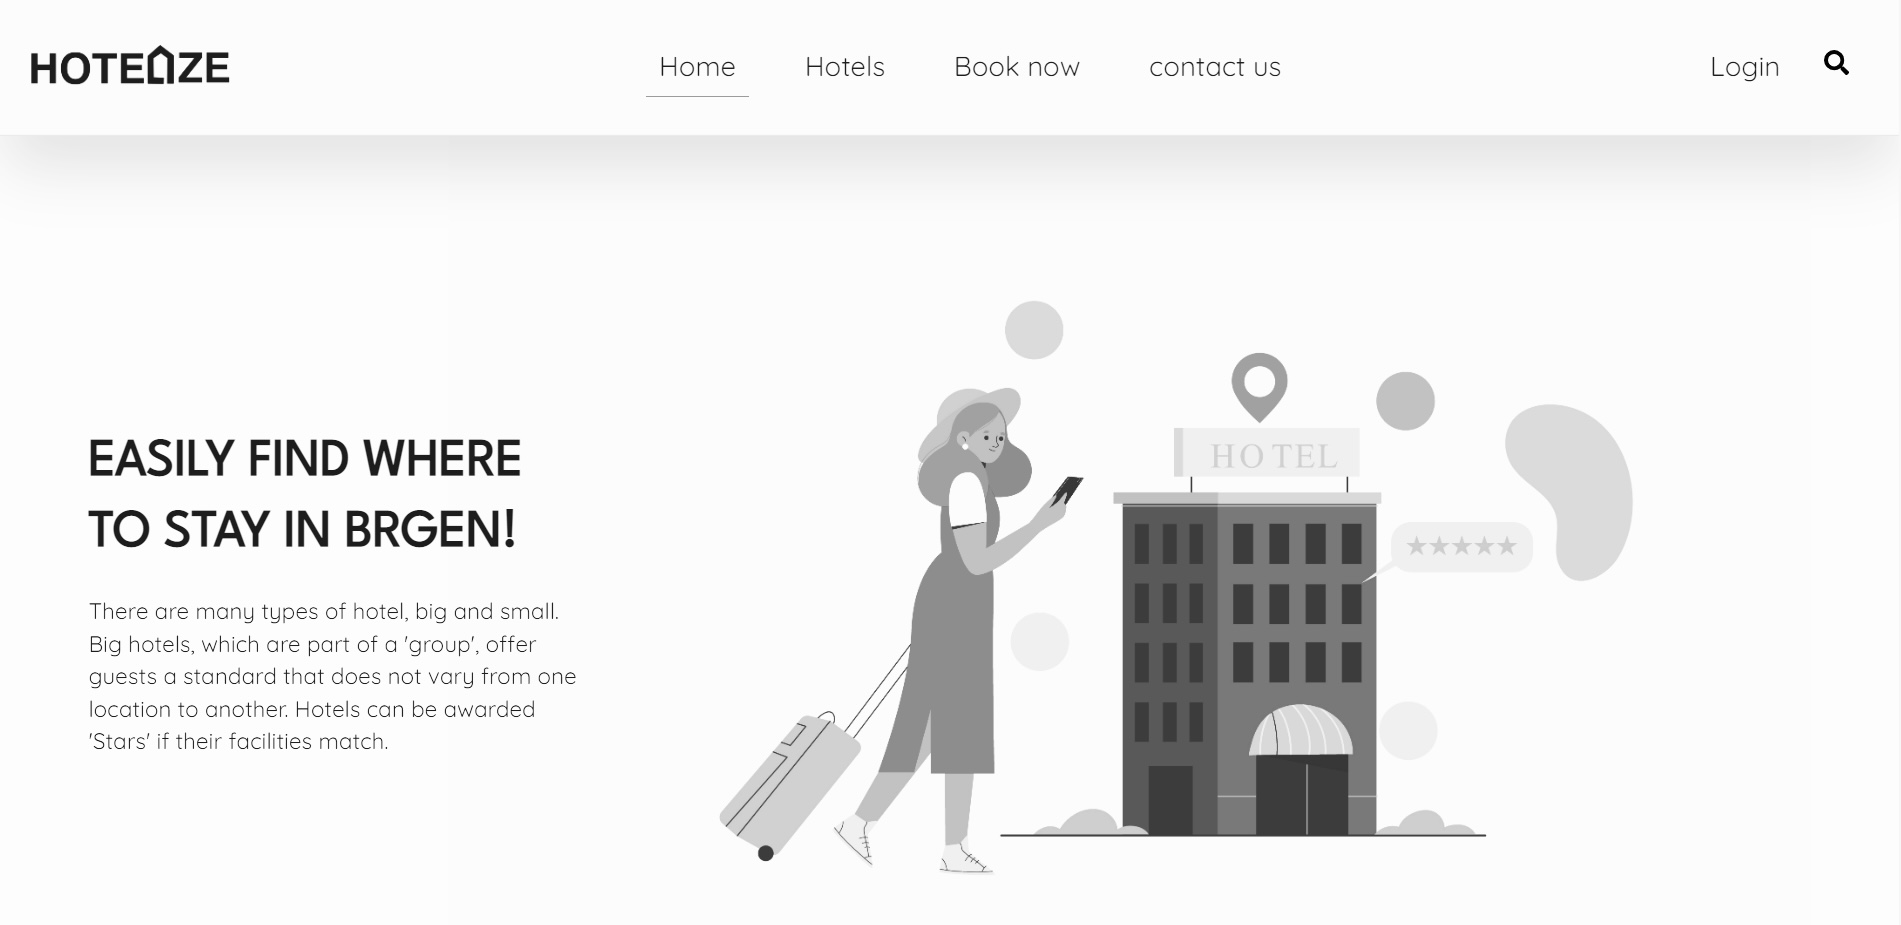 HOTELZE
Home
Hotels
Book now
contact us
Login
EASILY FIND WHERE
TO STAY IN BRGEN!
There are many types of hotel, big and small.
Big hotels, which are part of a 'group', offer
guests a standard that does not vary from one
location to another. Hotels can be awarded
'Stars' if their facilities match.
HOTEL